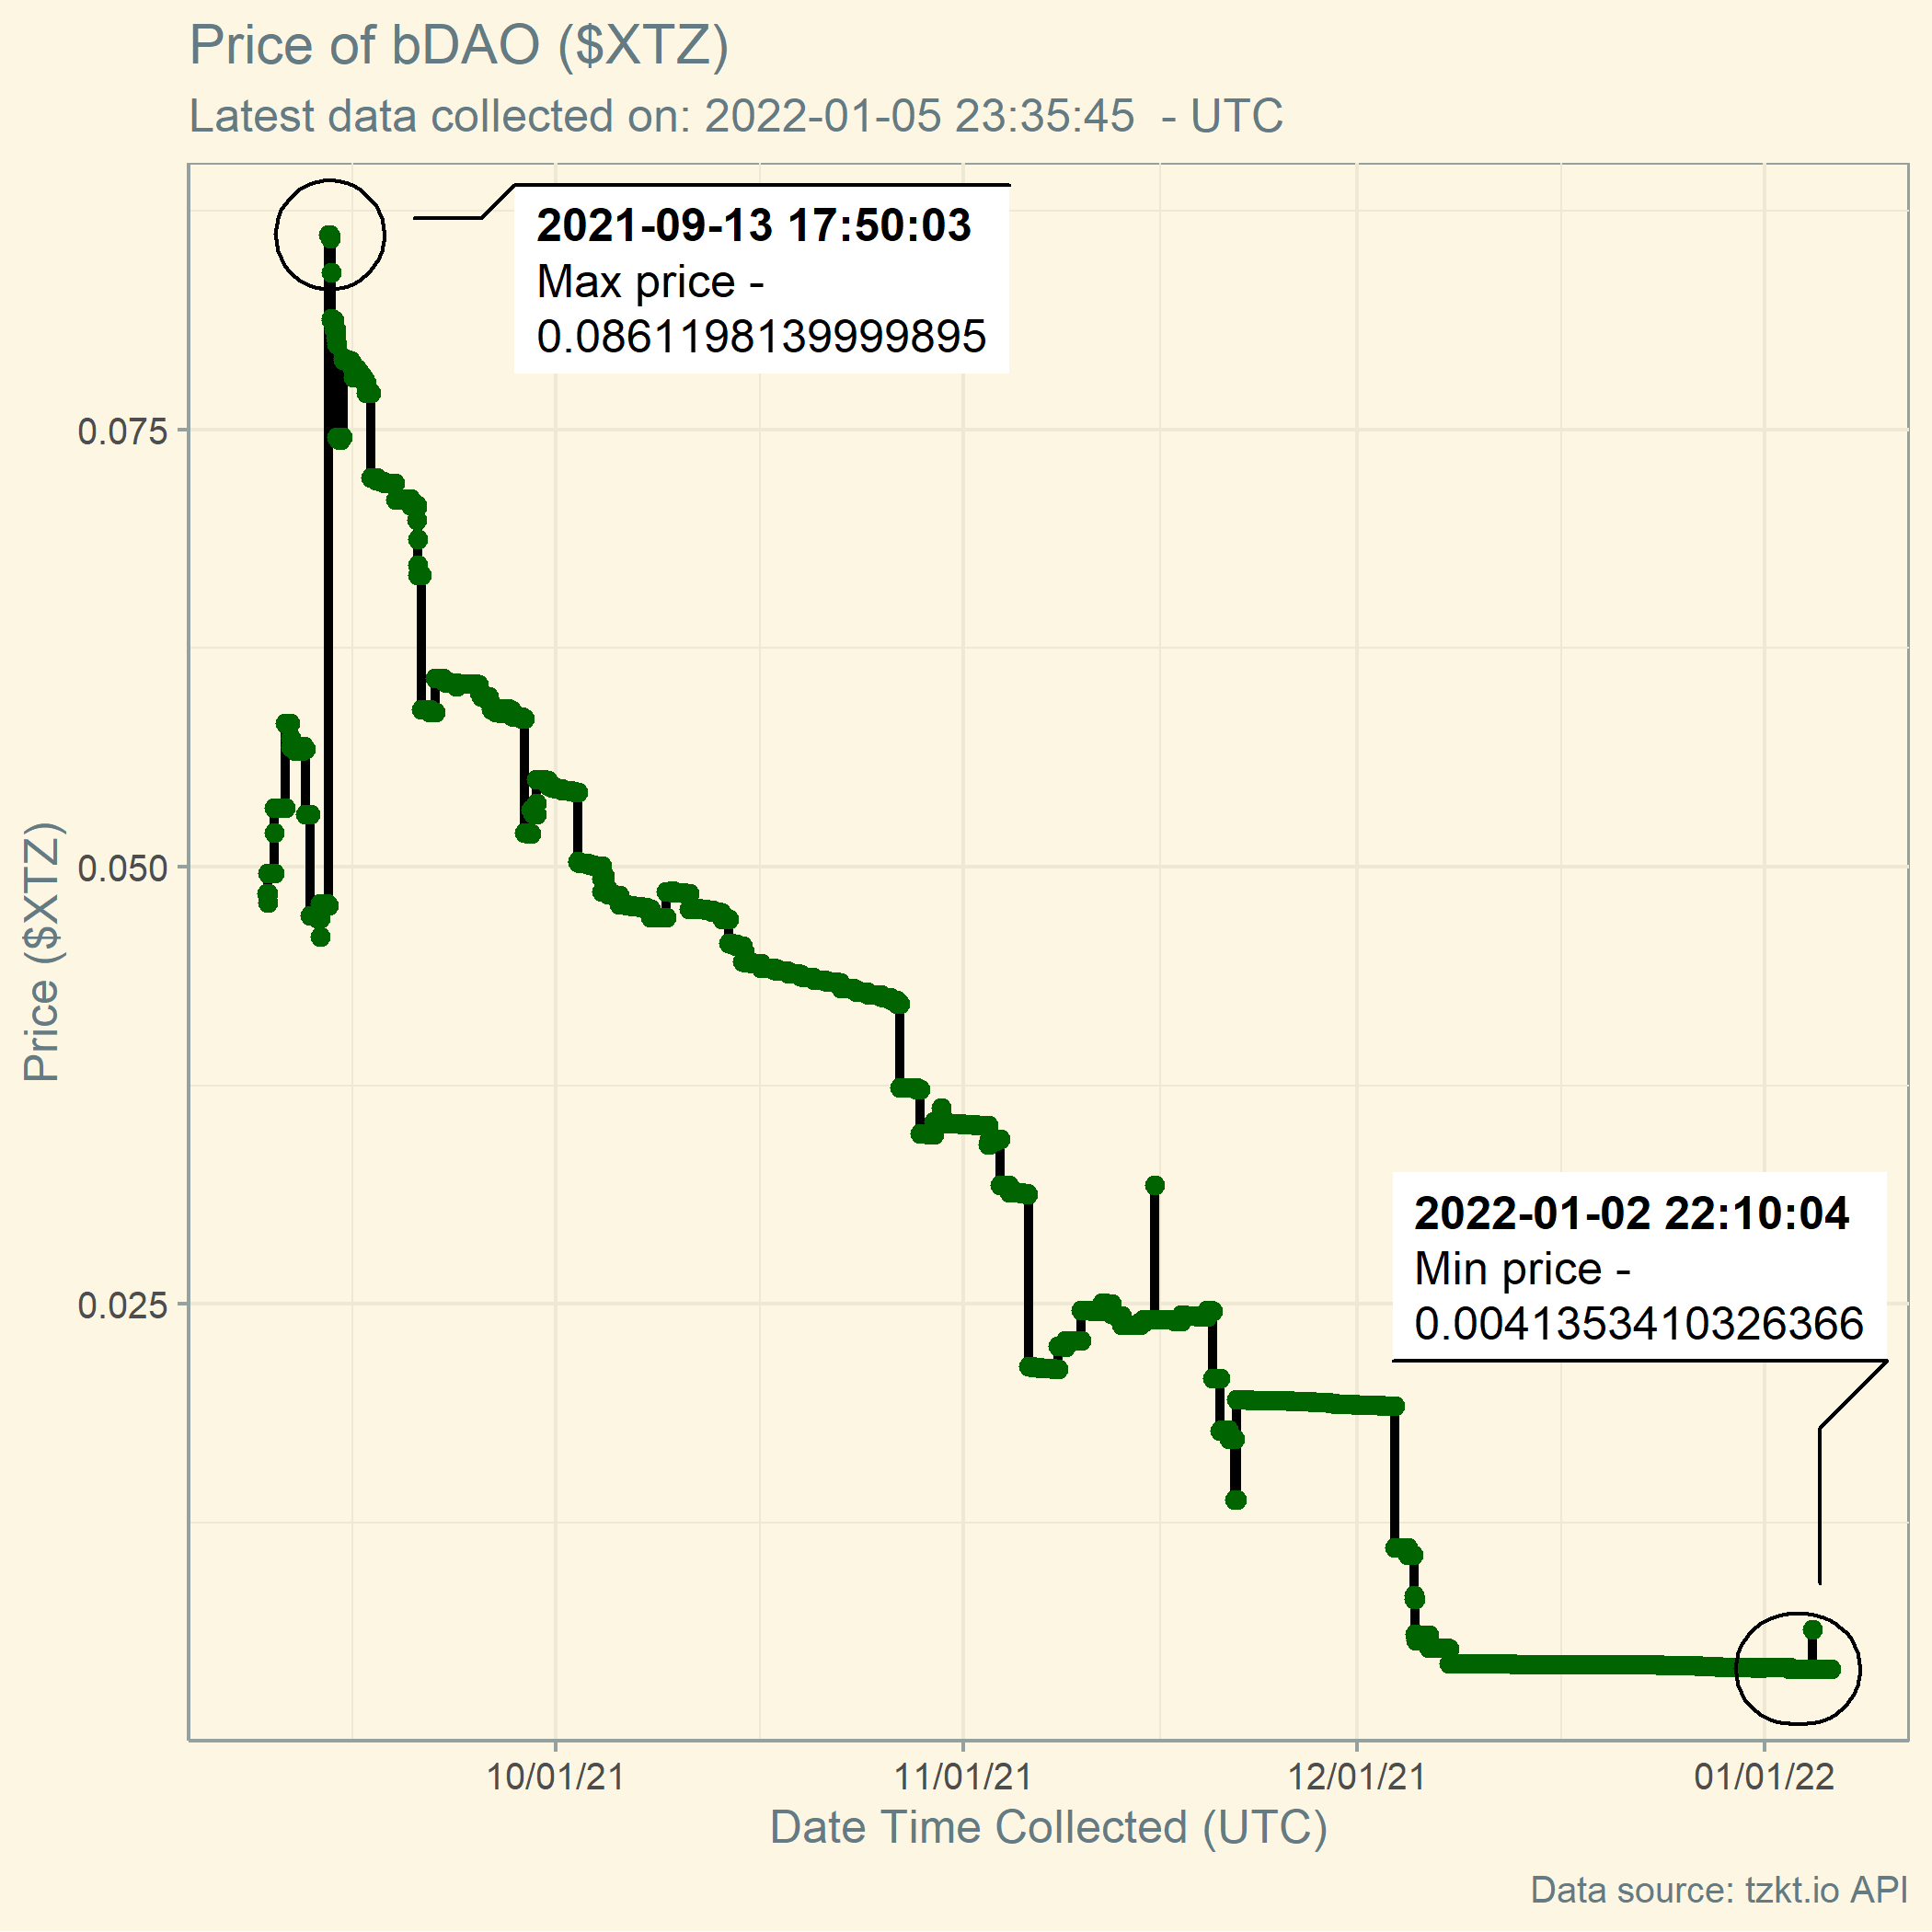 Price of bDAO ($XTZ)
Latest data collected on: 2022-01-05 23:35:45 - UTC
2021-09-13 17:50:03
Max price -
0.0861198139999895
0.075
0.050
0.025
Price ($XTZ)
2022-01-02 22:10:04
Min price -
0.0041353410326366
10/01/21
11/01/21
12/01/21
01/01/22
Date Time Collected (UTC)
Data source: tzkt.io API